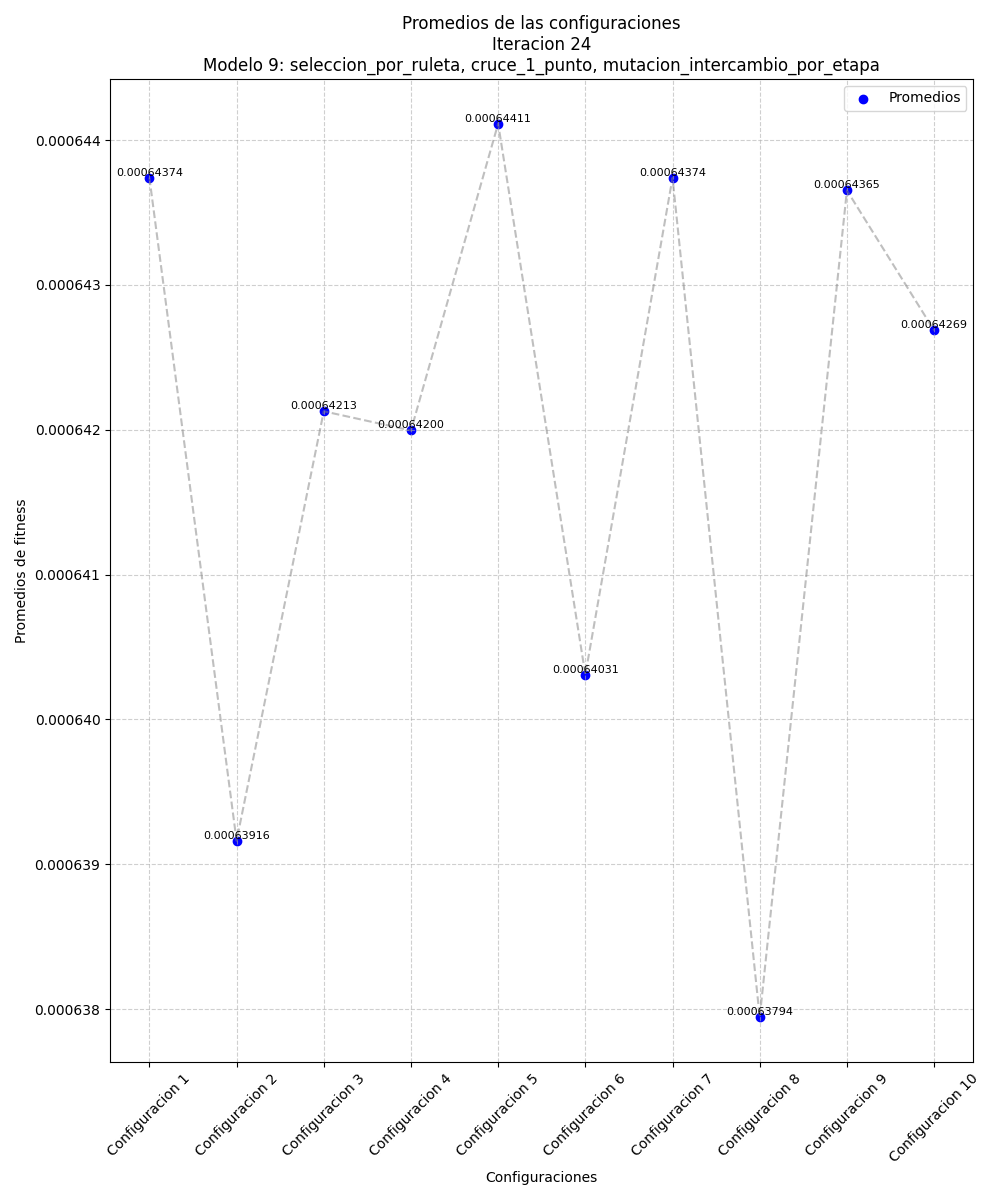 Promedios de las configuraciones
Iteracion 24
Modelo 9: seleccion_por_ruleta, cruce_1_punto, mutacion_intercambio_por_etapa
Promedios
0.00064411
0.00064374
0.00064374
0.00064365
0.00064269
0.00064213
0.00064200
0.00064031
0.00063916
0.00063794
0.000644
0.000643
0.000642
0.000641
0.000640
0.000639
0.000638
Promedios de fitness
Configuracion 1
Configuracion 2
Configuracion 3
Configuracion 4
Configuracion 5
Configuracion 6
Configuracion 7
Configuracion 8
Configuracion 9
Configuracion 10
Configuraciones